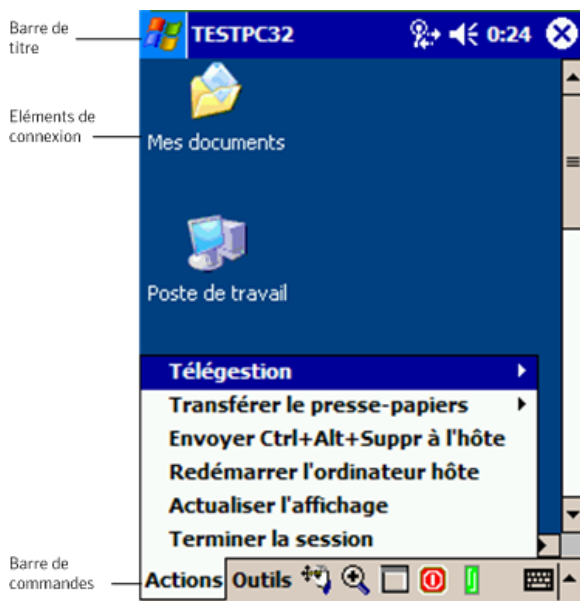 Barre de
titre
TESTPC32
0:24
Eléments de
connexion
Mes documents
Poste de travail
Télégestion
Transférer le presse-papiers
Envoyer Ctrl+Alt+Suppr à l'hôte
Redémarrer l'ordinateur hôte
Actualiser l'affichage
Terminer la session
Barre de
commandes
Actions Outils